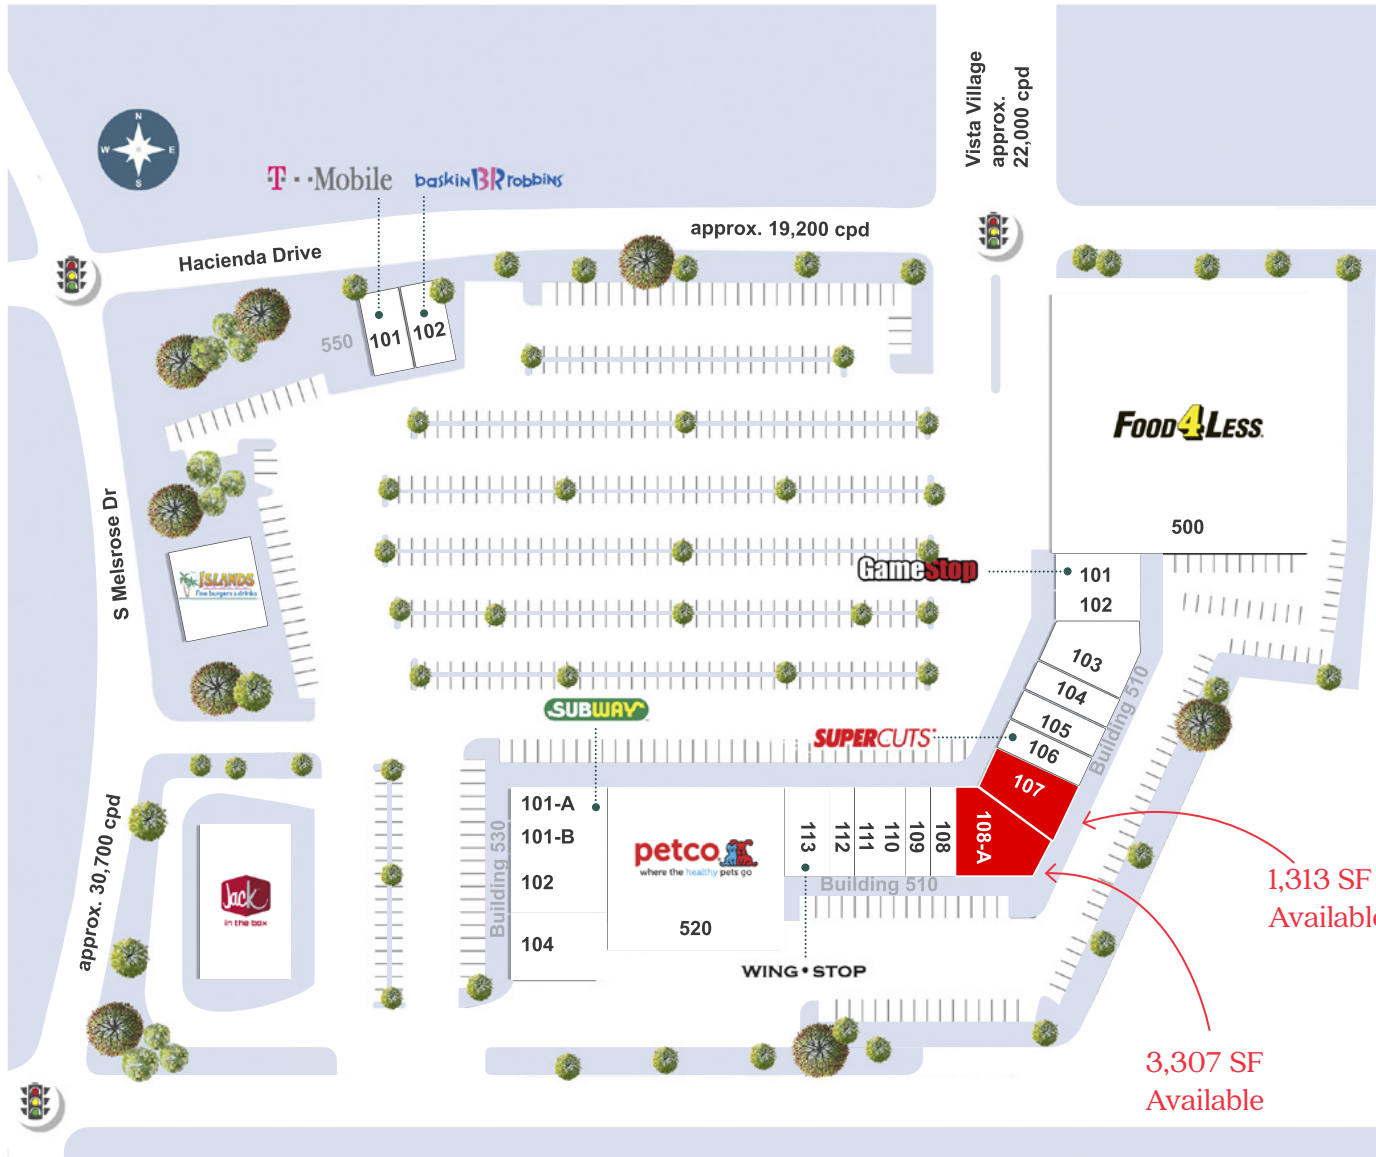 Vista Village
approx.
22,000 cpd
N
W E
S
T··Mobile
baskin BR robbins
approx. 19,200 cpd
Hacienda Drive
550
101
102
FOOD 4 LESS
500
S Melsrose Dr
ISLANDS
Fine burgers & drinks
GameStop
101
102
103
104
105
106
107
108-A
Building 510
SUBWAY
SUPERCUTS
101-A
101-B
102
104
Building 530
petco
where the healthy pets go
520
113
112
111
110
109
108
Building 510
WING•STOP
approx. 30,700 cpd
Jack
in the box
1,313 SF
Available
3,307 SF
Available